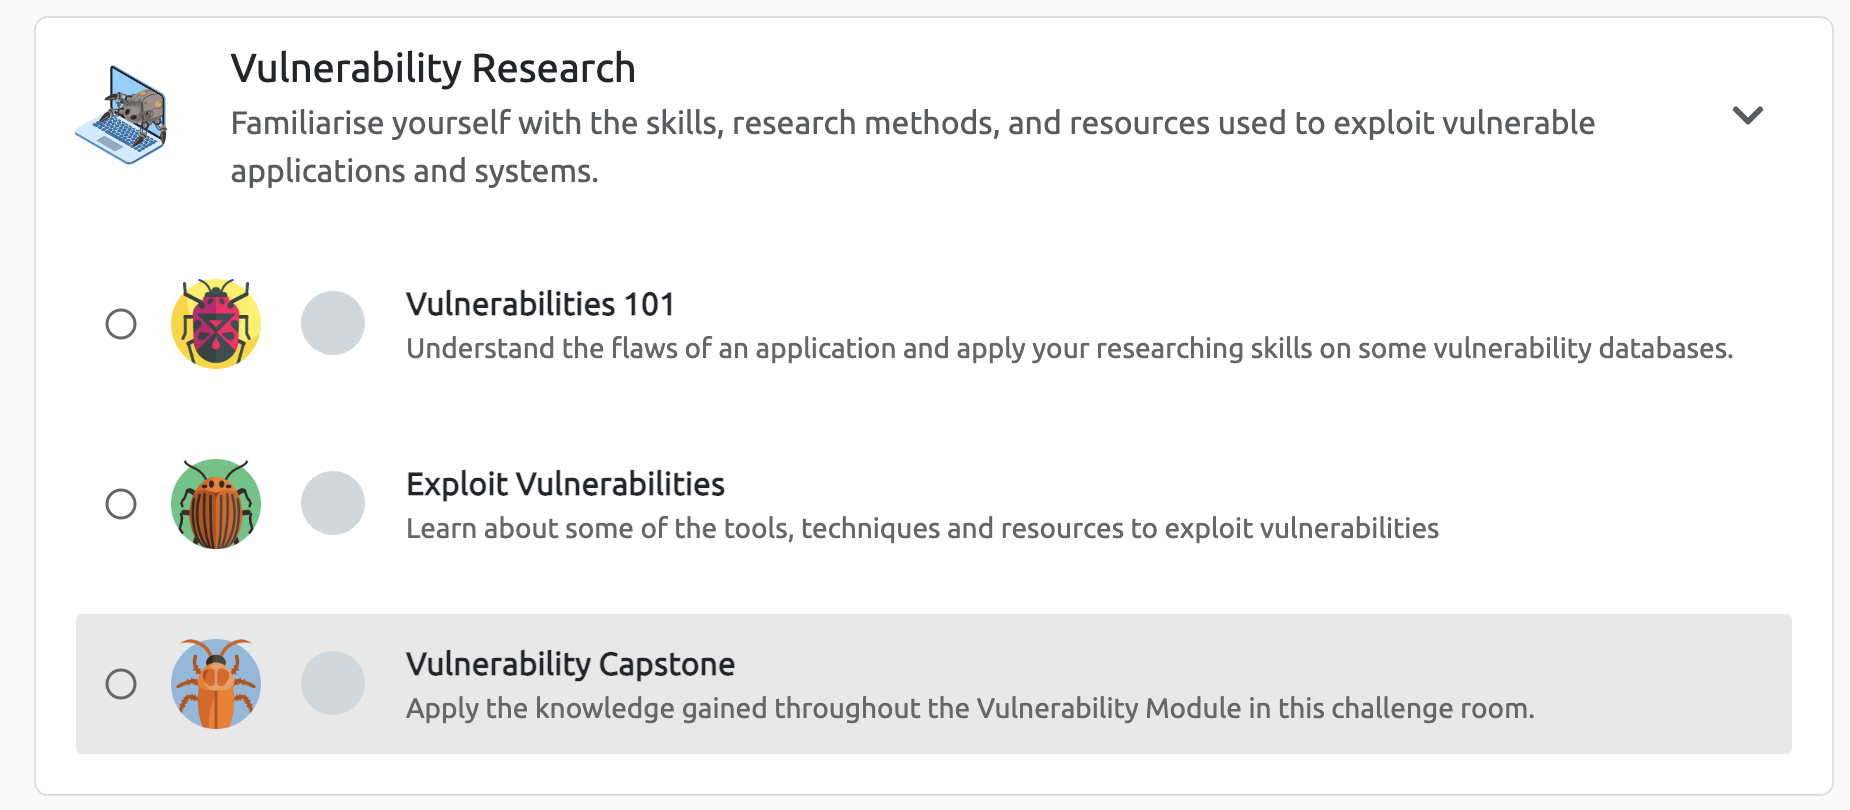 Vulnerability Research
Familiarise yourself with the skills, research methods, and resources used to exploit vulnerable
applications and systems.
Vulnerabilities 101
Understand the flaws of an application and apply your researching skills on some vulnerability databases.
Exploit Vulnerabilities
Learn about some of the tools, techniques and resources to exploit vulnerabilities
Vulnerability Capstone
Apply the knowledge gained throughout the Vulnerability Module in this challenge room.